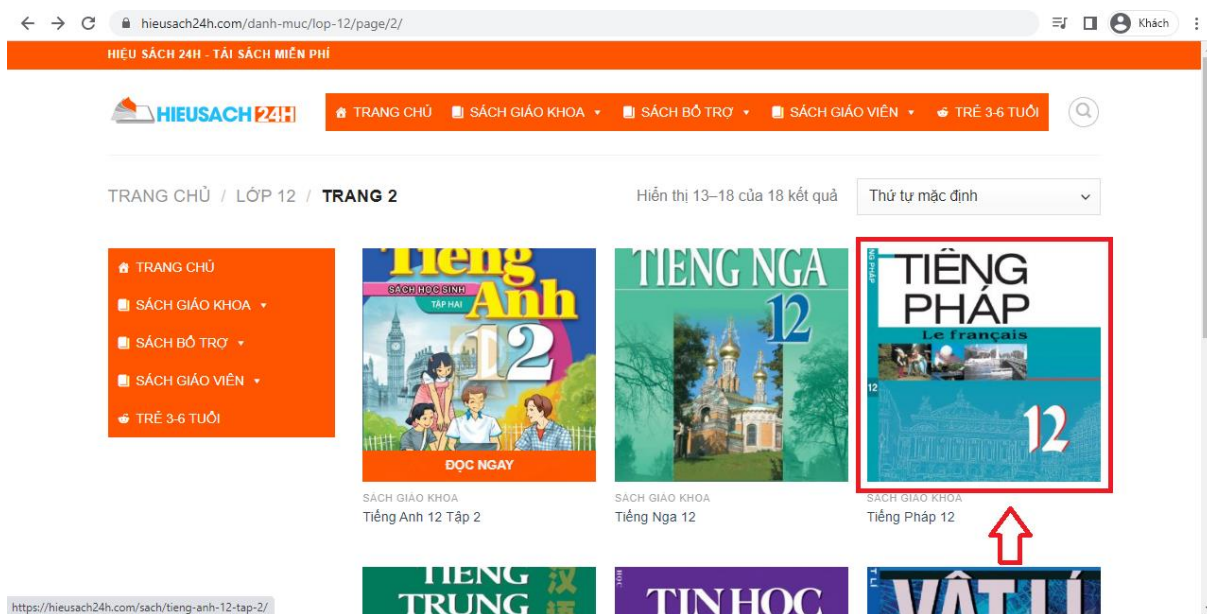 hieusach24h.com/danh-muc/lop-12/page/2/
Khách
HIỆU SÁCH 24H - TẢI SÁCH MIỄN PHÍ
HIEUSACH 24H
TRANG CHỦ SÁCH GIÁO KHOA SÁCH BỔ TRỢ SÁCH GIÁO VIÊN TRẺ 3-6 TUỔI
TRANG CHỦ / LỚP 12 / TRANG 2
Hiển thị 13–18 của 18 kết quả
Thứ tự mặc định
TRANG CHỦ
SÁCH GIÁO KHOA
SÁCH BỔ TRỢ
SÁCH GIÁO VIÊN
TRẺ 3-6 TUỔI
Tiếng
SÁCH HỌC SINH
TẬP HAI
Anh
12
ĐỌC NGAY
SÁCH GIÁO KHOA
Tiếng Anh 12 Tập 2
TIẾNG NGA
12
SÁCH GIÁO KHOA
Tiếng Nga 12
TIẾNG
PHÁP
Le français
12
12
SÁCH GIÁO KHOA
Tiếng Pháp 12
TIẾNG
TRUNG
汉
TIN HỌC
VẬT LÍ
https://hieusach24h.com/sach/tieng-anh-12-tap-2/